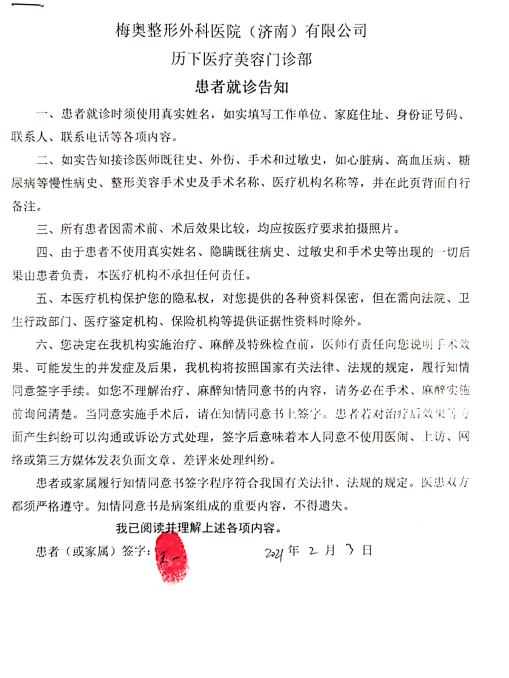 梅奥整形外科医院（济南）有限公司
历下医疗美容门诊部
患者就诊告知
一、患者就诊时须使用真实姓名，如实填写工作单位、家庭住址、身份证号码、
联系人、联系电话等各项内容。
二、如实告知接诊医师既往史、外伤、手术和过敏史，如心脏病、高血压病、糖
尿病等慢性病史、整形美容手术史及手术名称、医疗机构名称等，并在此页背面自行
备注。
三、所有患者因需术前、术后效果比较，均应按医疗要求拍摄照片。
四、由于患者不使用真实姓名、隐瞒既往病史、过敏史和手术史等出现的一切后
果由患者负责，本医疗机构不承担任何责任。
五、本医疗机构保护您的隐私权，对您提供的各种资料保密，但在需向法院、卫
生行政部门、医疗鉴定机构、保险机构等提供证据性资料时除外。
六、您决定在我机构实施治疗、麻醉及特殊检查前，医师有责任向您说明手术效
果、可能发生的并发症及后果，我机构将按照国家有关法律、法规的规定，履行知情
同意签字手续。如您不理解治疗、麻醉知情同意书的内容，请务必在手术、麻醉实施
前询问清楚。当同意实施手术后，请在知情同意书上签字。患者若对治疗后效果等方
面产生纠纷可以沟通或诉讼方式处理，签字后意味着本人同意不使用医闹、上访、网
络或第三方媒体发表负面文章、差评来处理纠纷。
患者或家属履行知情同意书签字程序符合我国有关法律、法规的规定。医患双方
都须严格遵守。知情同意书是病案组成的重要内容，不得遗失。
我已阅读并理解上述各项内容。
患者（或家属）签字： 2021年2月3日